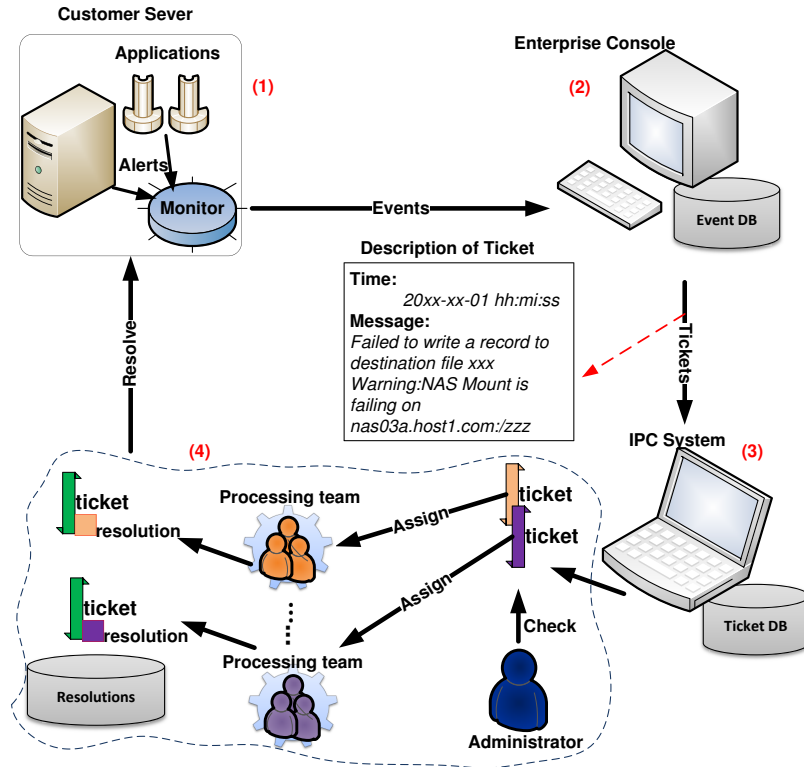 Customer Sever
Applications
(1)
Alerts
Monitor
Events
Enterprise Console
(2)
Event DB
Description of Ticket
Time:
20xx-xx-01 hh:mi:ss
Message:
Failed to write a record to
destination file xxx
Warning:NAS Mount is
failing on
nas03a.host1.com:/zzz
Tickets
Resolve
IPC System
(3)
Ticket DB
(4)
ticket
resolution
Processing team
Assign
ticket
ticket
Assign
ticket
resolution
Processing team
Check
Administrator
Resolutions